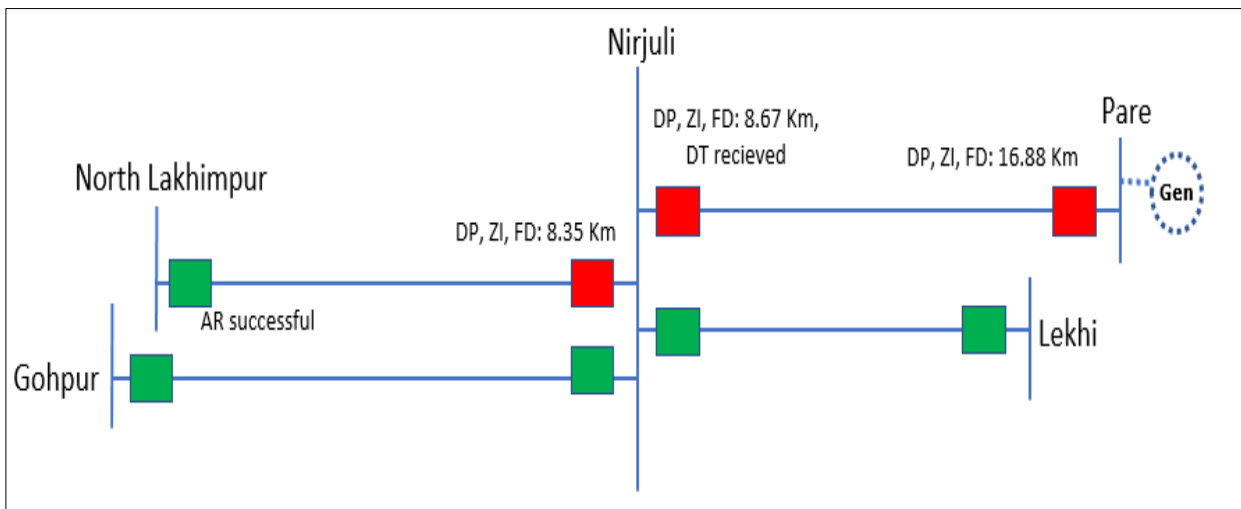 Nirjuli
DP, ZI, FD: 8.67 Km,
DT recieved
Pare
DP, ZI, FD: 16.88 Km
Gen
North Lakhimpur
DP, ZI, FD: 8.35 Km
AR successful
Lekhi
Gohpur